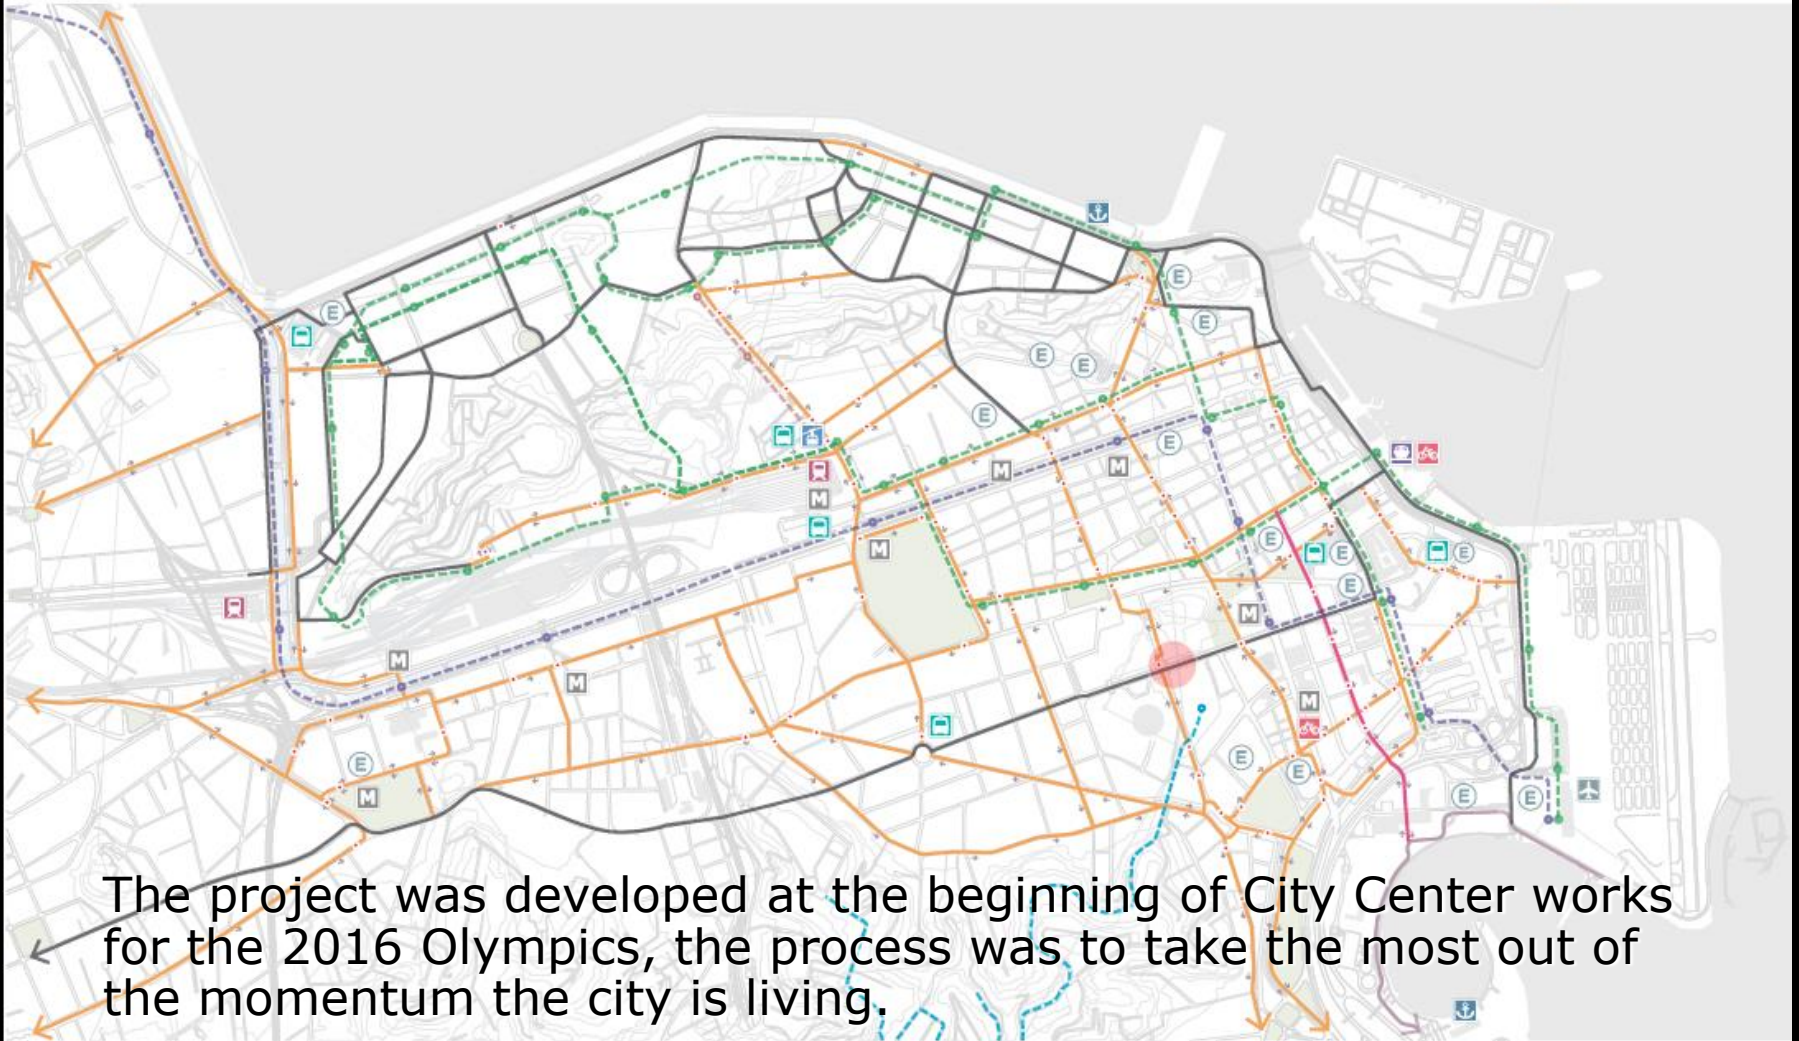 E
E
E
E
E
E
E
M
M
M
E
M
E
E
E
M
M
M
M
E
E
E
M
E
E
The project was developed at the beginning of City Center works
for the 2016 Olympics, the process was to take the most out of
the momentum the city is living.